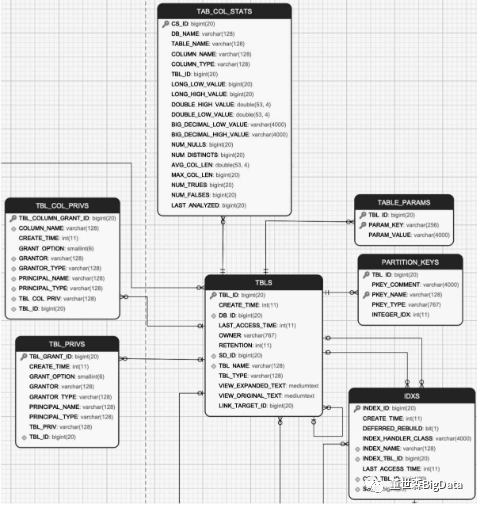 TAB_COL_STATS
CS_ID: bigint(20)
DB_NAME: varchar(128)
TABLE_NAME: varchar(128)
COLUMN_NAME: varchar(128)
COLUMN_TYPE: varchar(128)
TBL_ID: bigint(20)
LONG_LOW_VALUE: bigint(20)
LONG_HIGH_VALUE: bigint(20)
DOUBLE_HIGH_VALUE: double(53, 4)
DOUBLE_LOW_VALUE: double(53, 4)
BIG_DECIMAL_LOW_VALUE: varchar(4000)
BIG_DECIMAL_HIGH_VALUE: varchar(4000)
NUM_NULLS: bigint(20)
NUM_DISTINCTS: bigint(20)
AVG_COL_LEN: double(53, 4)
MAX_COL_LEN: bigint(20)
NUM_TRUES: bigint(20)
NUM_FALSES: bigint(20)
LAST_ANALYZED: bigint(20)
TBL_COL_PRIVS
TBL_COLUMN_GRANT_ID: bigint(20)
COLUMN_NAME: varchar(128)
CREATE_TIME: int(11)
GRANT_OPTION: smallint(6)
GRANTOR: varchar(128)
GRANTOR_TYPE: varchar(128)
PRINCIPAL_NAME: varchar(128)
PRINCIPAL_TYPE: varchar(128)
TBL_COL_PRIV: varchar(128)
TBL_ID: bigint(20)
TABLE_PARAMS
TBL_ID: bigint(20)
PARAM_KEY: varchar(256)
PARAM_VALUE: varchar(4000)
PARTITION_KEYS
TBL_ID: bigint(20)
PKEY_COMMENT: varchar(4000)
PKEY_NAME: varchar(128)
PKEY_TYPE: varchar(767)
INTEGER_IDX: int(11)
TBLS
TBL_ID: bigint(20)
CREATE_TIME: int(11)
DB_ID: bigint(20)
LAST_ACCESS_TIME: int(11)
OWNER: varchar(767)
RETENTION: int(11)
SD_ID: bigint(20)
TBL_NAME: varchar(128)
TBL_TYPE: varchar(128)
VIEW_EXPANDED_TEXT: mediumtext
VIEW_ORIGINAL_TEXT: mediumtext
LINK_TARGET_ID: bigint(20)
TBL_PRIVS
TBL_GRANT_ID: bigint(20)
CREATE_TIME: int(11)
GRANT_OPTION: smallint(6)
GRANTOR: varchar(128)
GRANTOR_TYPE: varchar(128)
PRINCIPAL_NAME: varchar(128)
PRINCIPAL_TYPE: varchar(128)
TBL_PRIV: varchar(128)
TBL_ID: bigint(20)
IDXS
INDEX_ID: bigint(20)
CREATE_TIME: int(11)
DEFERRED_REBUILD: bit(1)
INDEX_HANDLER_CLASS: varchar(4000)
INDEX_NAME: varchar(128)
INDEX_TBL_ID: bigint(20)
LAST_ACCESS_TIME: int(11)
BigData